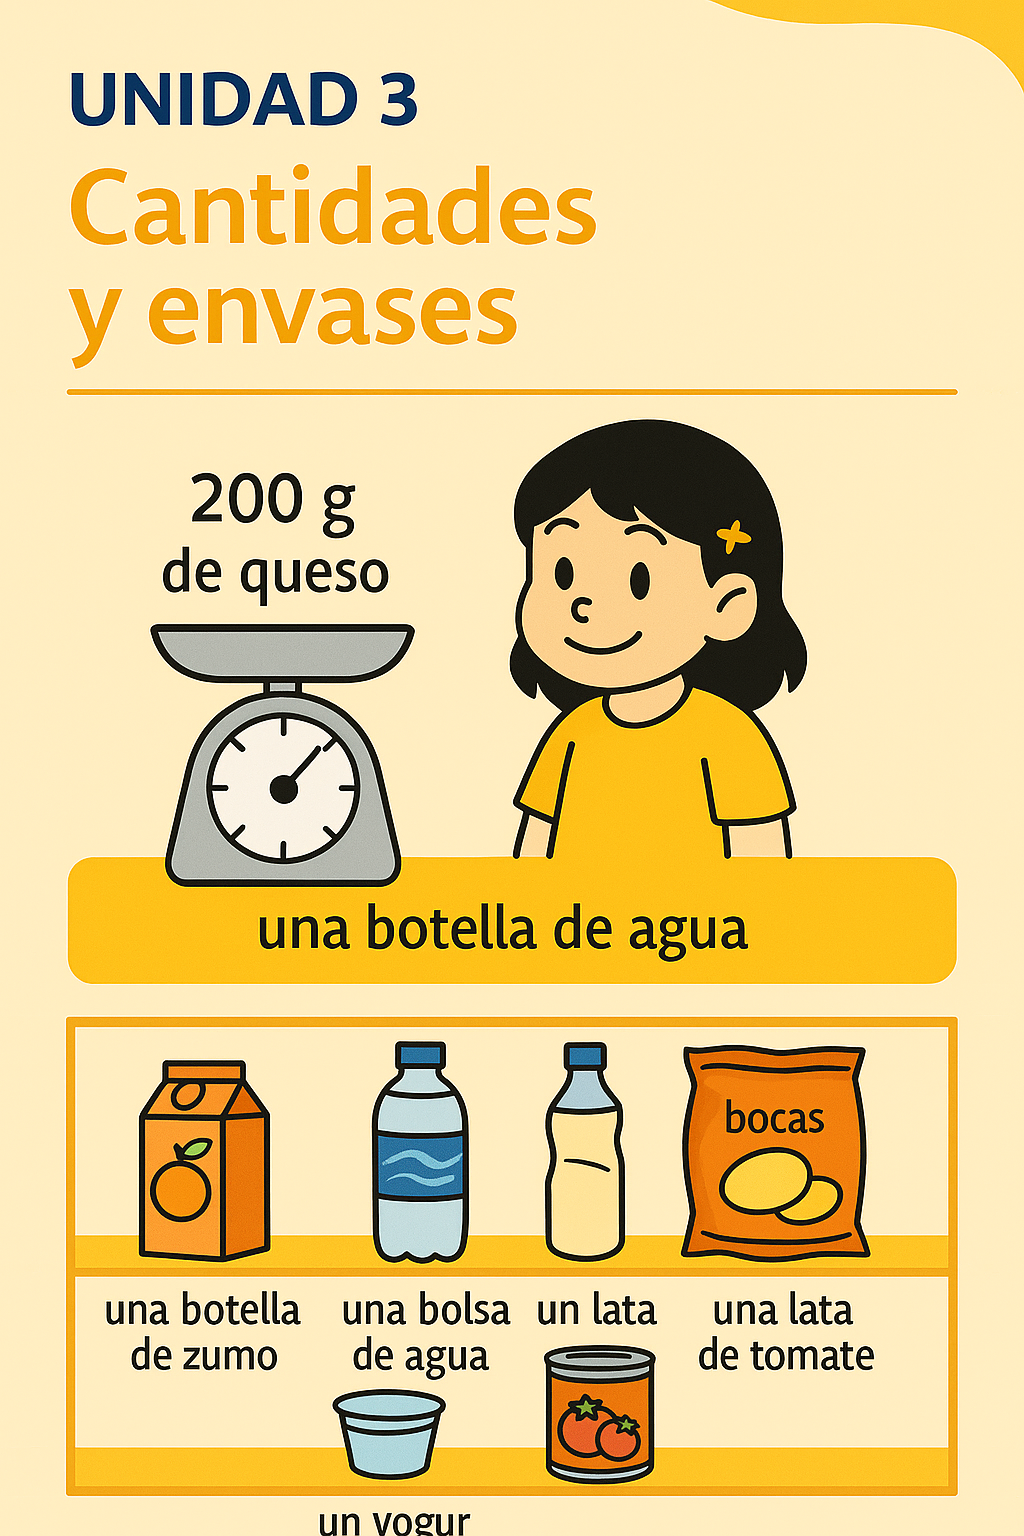 UNIDAD 3
Cantidades
y envases
200 g
de queso
una botella de agua
bocas
una botella
de zumo
una bolsa
de agua
un lata
una lata
de tomate
un yogur